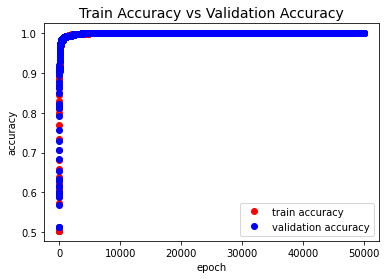 Train Accuracy vs Validation Accuracy
1.0
0.9
0.8
0.7
0.6
0.5
accuracy
train accuracy
validation accuracy
0
10000
20000
30000
40000
50000
epoch